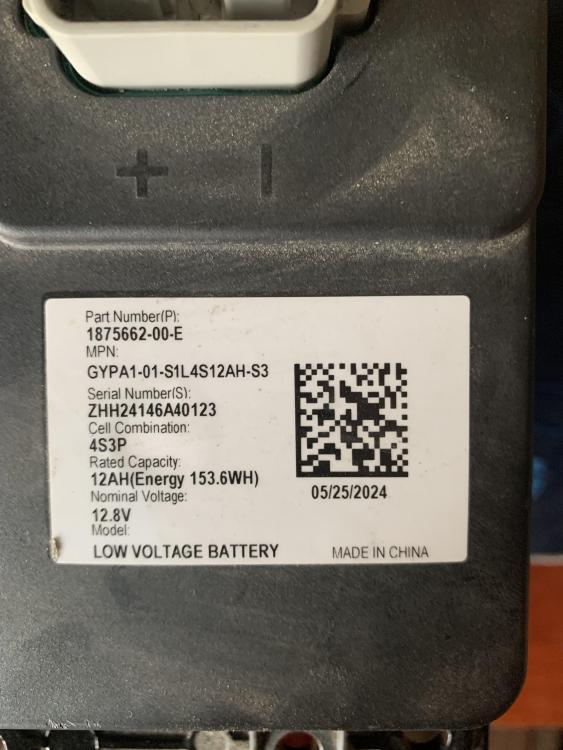 + -
Part Number(P):
1875662-00-E
MPN:
GYPA1-01-S1L4S12AH-S3
Serial Number(S):
ZHH24146A40123
Cell Combination:
4S3P
Rated Capacity:
12AH(Energy 153.6WH)
Nominal Voltage:
12.8V
Model:
LOW VOLTAGE BATTERY
05/25/2024
MADE IN CHINA